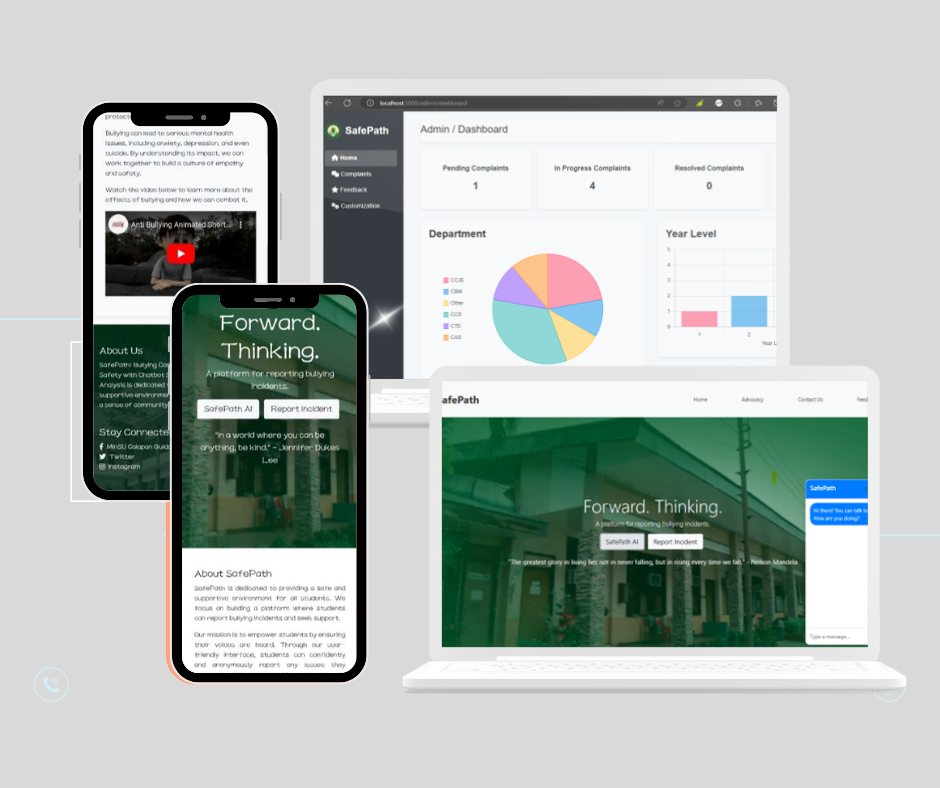 protect
Bullying can lead to serious mental health
issues, including anxiety, depression, and even
suicide. By understanding its impact, we can
work together to build a culture of empathy
and safety.
Watch the video below to learn more about the
effects of bullying and how we can combat it.
Anti Bullying Animated Short...
About Us
SafePath: Bullying
Safety with Chatbot
Analysis is dedicated
supportive environme
a sense of community
Stay Connecte
MinSU Calapan Guid
Twitter
Instagram
Forward.
Thinking.
A platform for reporting bullying
incidents.
SafePath AI
Report Incident
"In a world where you can be
anything, be kind." – Jennifer Dukes
Lee
About SafePath
SafePath is dedicated to providing a safe and
supportive environment for all students. We
focus on building a platform where students
can report bullying incidents and seek support.
Our mission is to empower students by ensuring
their voices are heard. Through our user-
friendly interface, students can confidently
and anonymously report any issues they
localhost:3000/admin/dashboard
SafePath
Home
Complaints
Feedback
Customization
Admin / Dashboard
Pending Complaints
1
In Progress Complaints
4
Resolved Complaints
0
Department
CCJE
CBM
Other
CCS
CTE
CAS
Year Level
5
4
3
2
1
0
1
2
Year L
afePath
Home
Advocacy
Contact Us
Feed
Forward. Thinking.
A platform for reporting bullying incidents.
SafePath AI
Report Incident
"The greatest glory in living lies not in never falling, but in rising every time we fall." - Nelson Mandela
SafePath
Hi there! You can talk to
How are you doing?
Type a message...